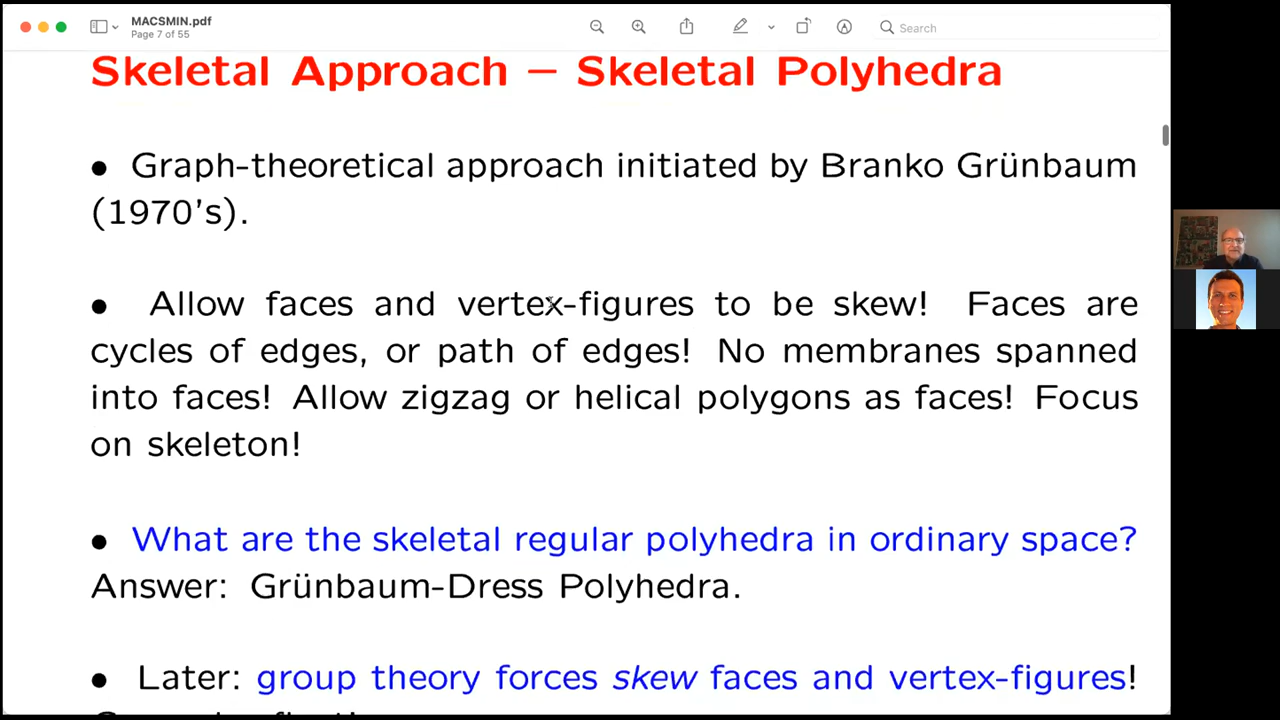 MACSMIN.pdf
Page 7 of 55
Search
Skeletal Approach – Skeletal Polyhedra
• Graph-theoretical approach initiated by Branko Grünbaum
(1970's).
• Allow faces and vertex-figures to be skew! Faces are
cycles of edges, or path of edges! No membranes spanned
into faces! Allow zigzag or helical polygons as faces! Focus
on skeleton!
• What are the skeletal regular polyhedra in ordinary space?
Answer: Grünbaum-Dress Polyhedra.
• Later: group theory forces skew faces and vertex-figures!